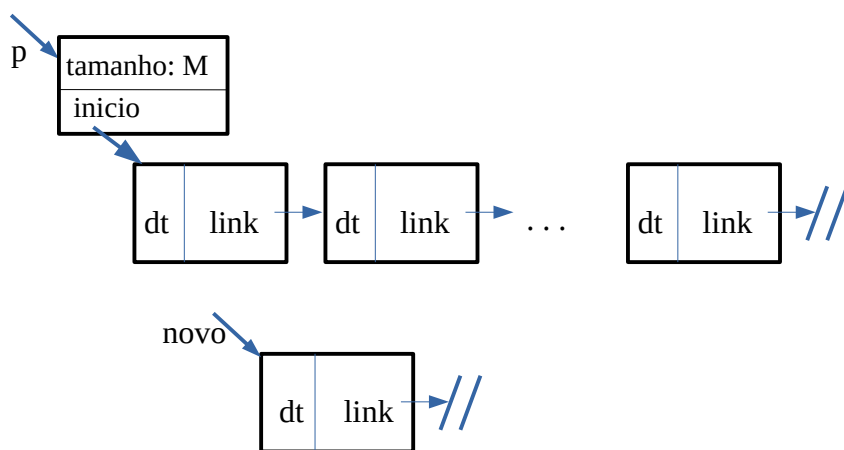 p
tamanho: M
inicio
dt link dt link . . . dt link
novo
dt link